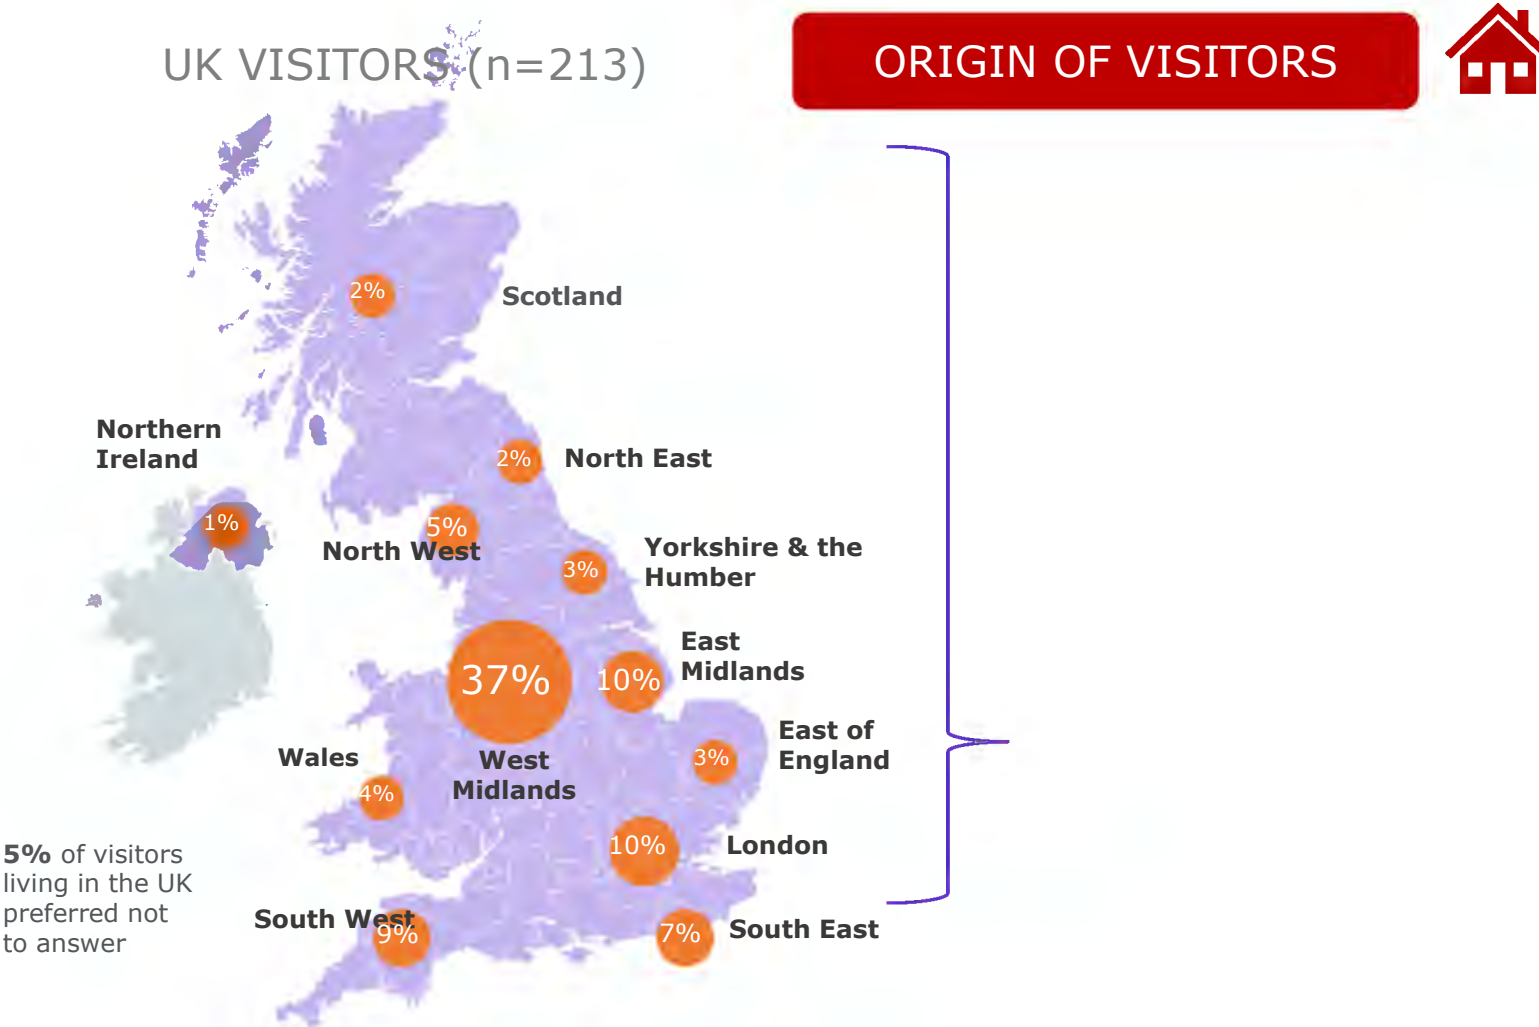 UK VISITORS (n=213)
ORIGIN OF VISITORS
2%
Scotland
Northern
Ireland
1%
2%
North East
5%
North West
Yorkshire & the
Humber
3%
East
Midlands
37%
10%
West
Midlands
East of
England
3%
Wales
4%
10%
London
5% of visitors
living in the UK
preferred not
to answer
South West
9%
7%
South East